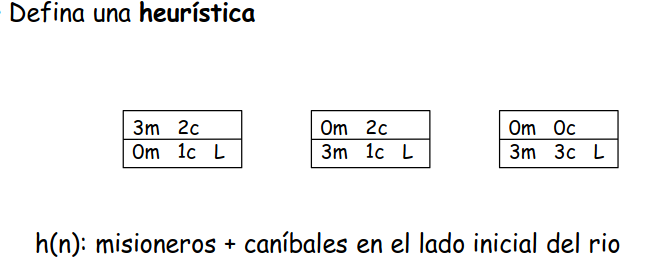 Defina una heurística
3m 2c
0m 1c L
0m 2c
3m 1c L
0m 0c
3m 3c L
h(n): misioneros + caníbales en el lado inicial del rio